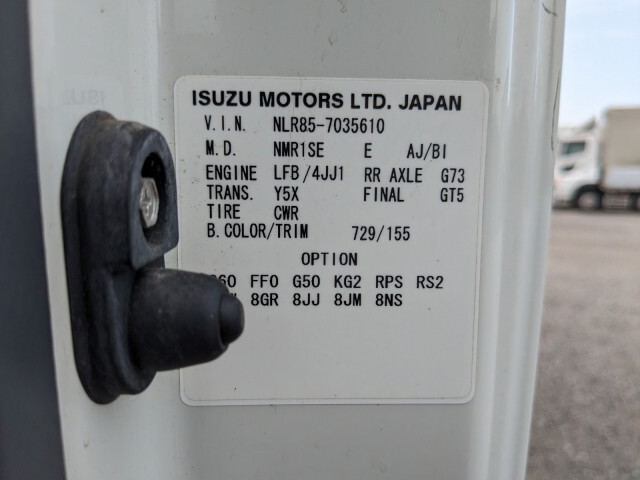 ISUZU MOTORS LTD. JAPAN
V.I.N. NLR85-7035610
M.D. NMR1SE E AJ/BI
ENGINE LFB/4JJ1 RR AXLE G73
TRANS. Y5X FINAL GT5
TIRE CWR
B.COLOR/TRIM 729/155
OPTION
FF0 G50 KG2 RPS RS2
8GR 8JJ 8JM 8NS